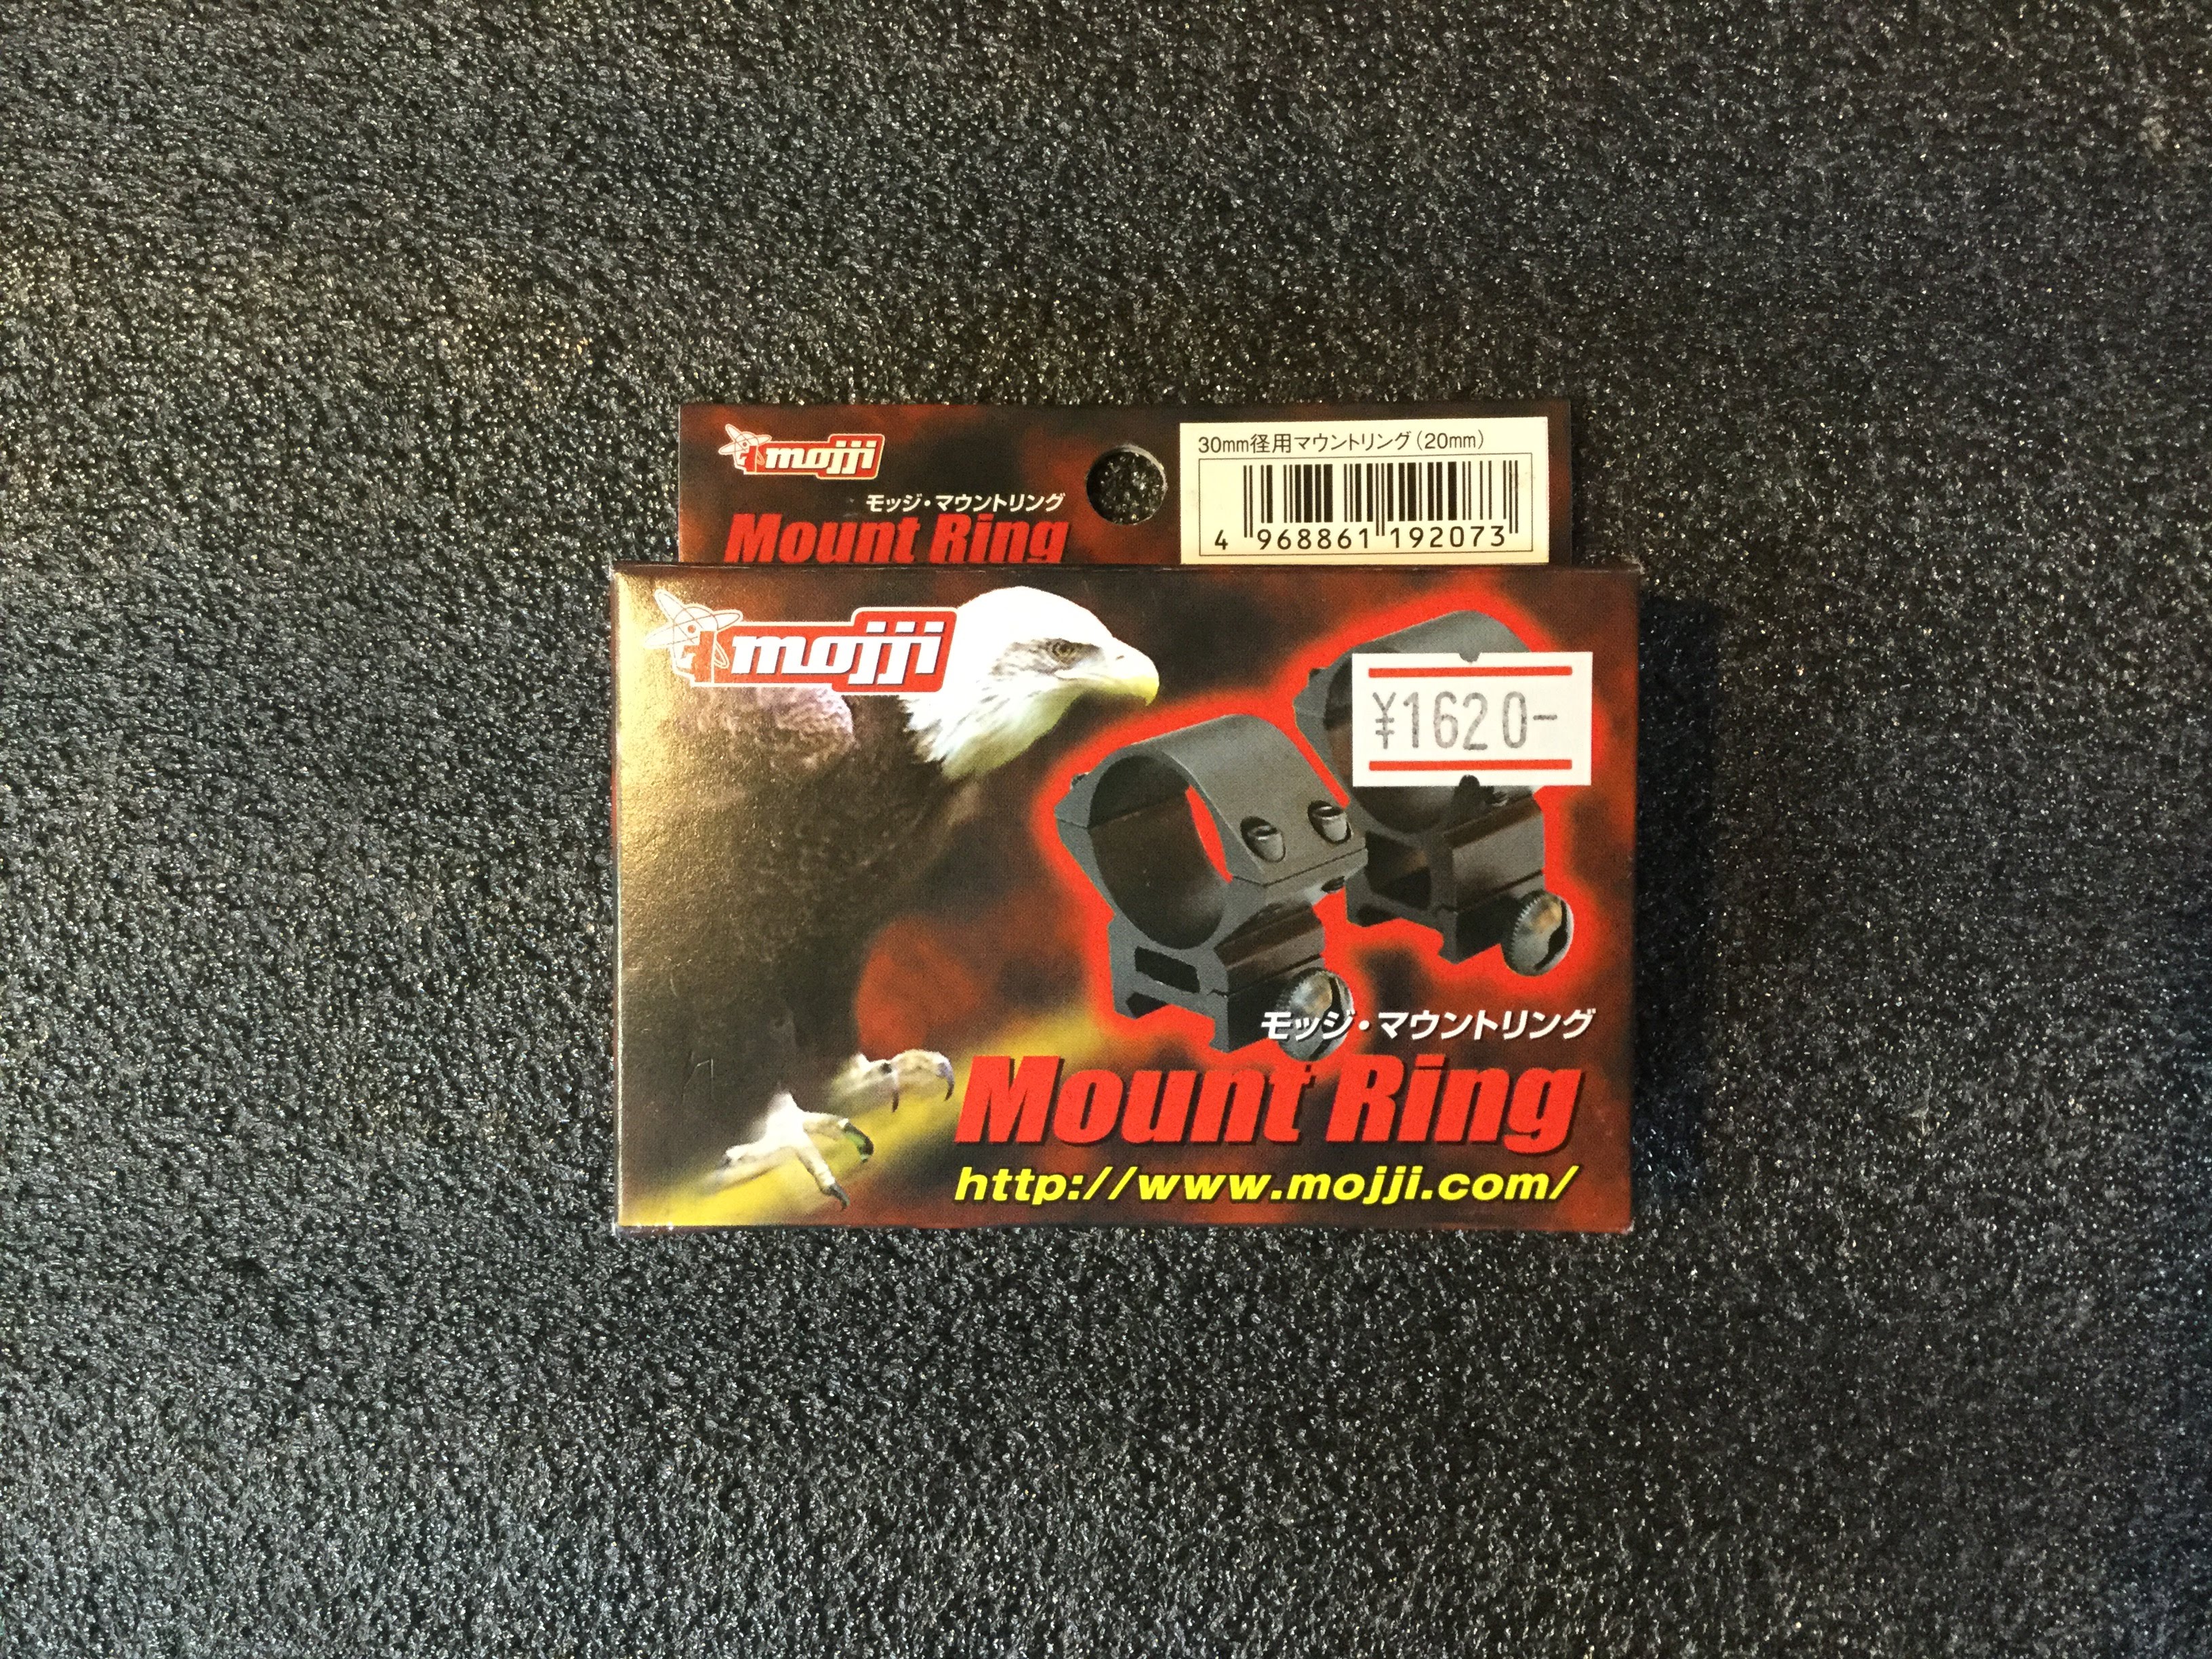 mojji
モッジ・マウントリング
Mount Ring
30mm径用マウントリング(20mm)
4 968861 192073
mojji
¥1620-
モッジ・マウントリング
Mount Ring
http://www.mojji.com/